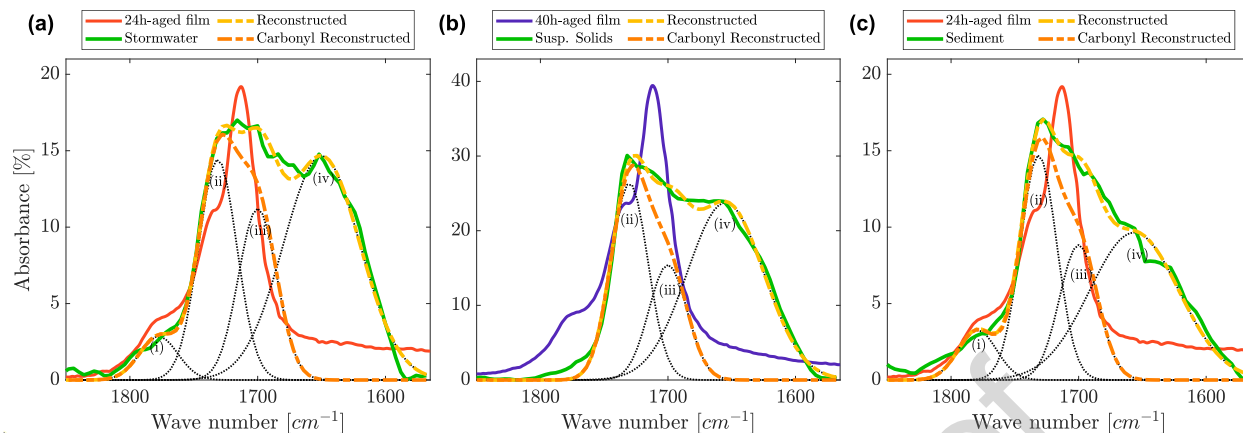 (a)
24h-aged film
Reconstructed
Stormwater
Carbonyl Reconstructed
(b)
40h-aged film
Reconstructed
Susp. Solids
Carbonyl Reconstructed
(c)
24h-aged film
Reconstructed
Sediment
Carbonyl Reconstructed
Absorbance [%]
20
15
10
5
0
(i)
(ii)
(iii)
(iv)
1800
1700
1600
Wave number [cm⁻¹]
40
30
20
10
0
(ii)
(iii)
(iv)
1800
1700
1600
Wave number [cm⁻¹]
20
15
10
5
0
(i)
(ii)
(iii)
(iv)
1800
1700
1600
Wave number [cm⁻¹]